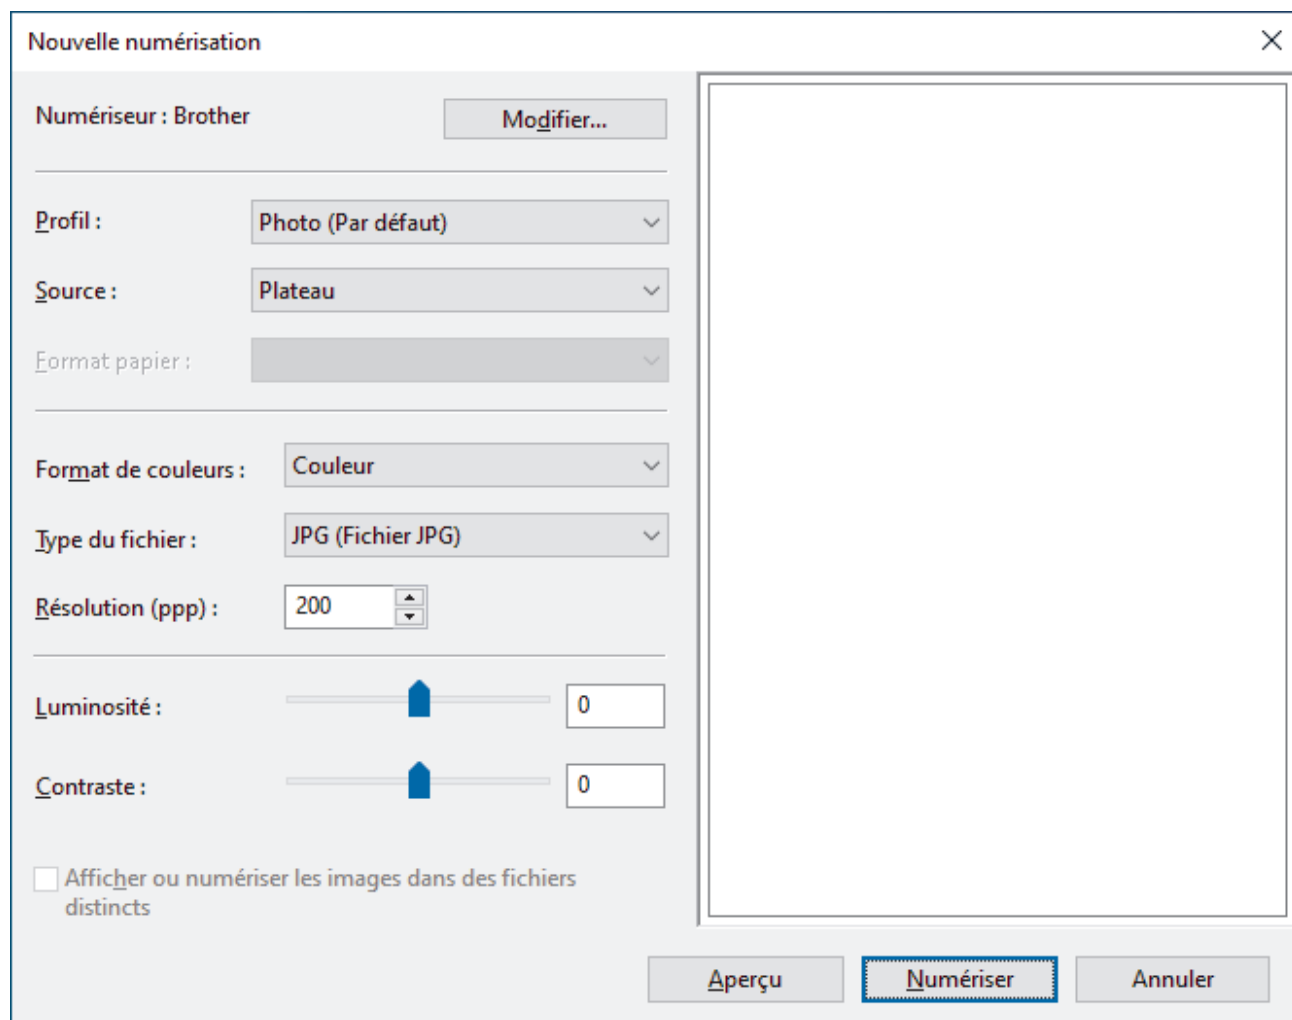 Nouvelle numérisation
Numériseur : Brother
Modifier...
Profil :
Photo (Par défaut)
Source :
Plateau
Format papier :
Format de couleurs :
Couleur
Type du fichier :
JPG (Fichier JPG)
Résolution (ppp) :
200
Luminosité :
0
Contraste :
0
Afficher ou numériser les images dans des fichiers
distincts
Aperçu
Numériser
Annuler